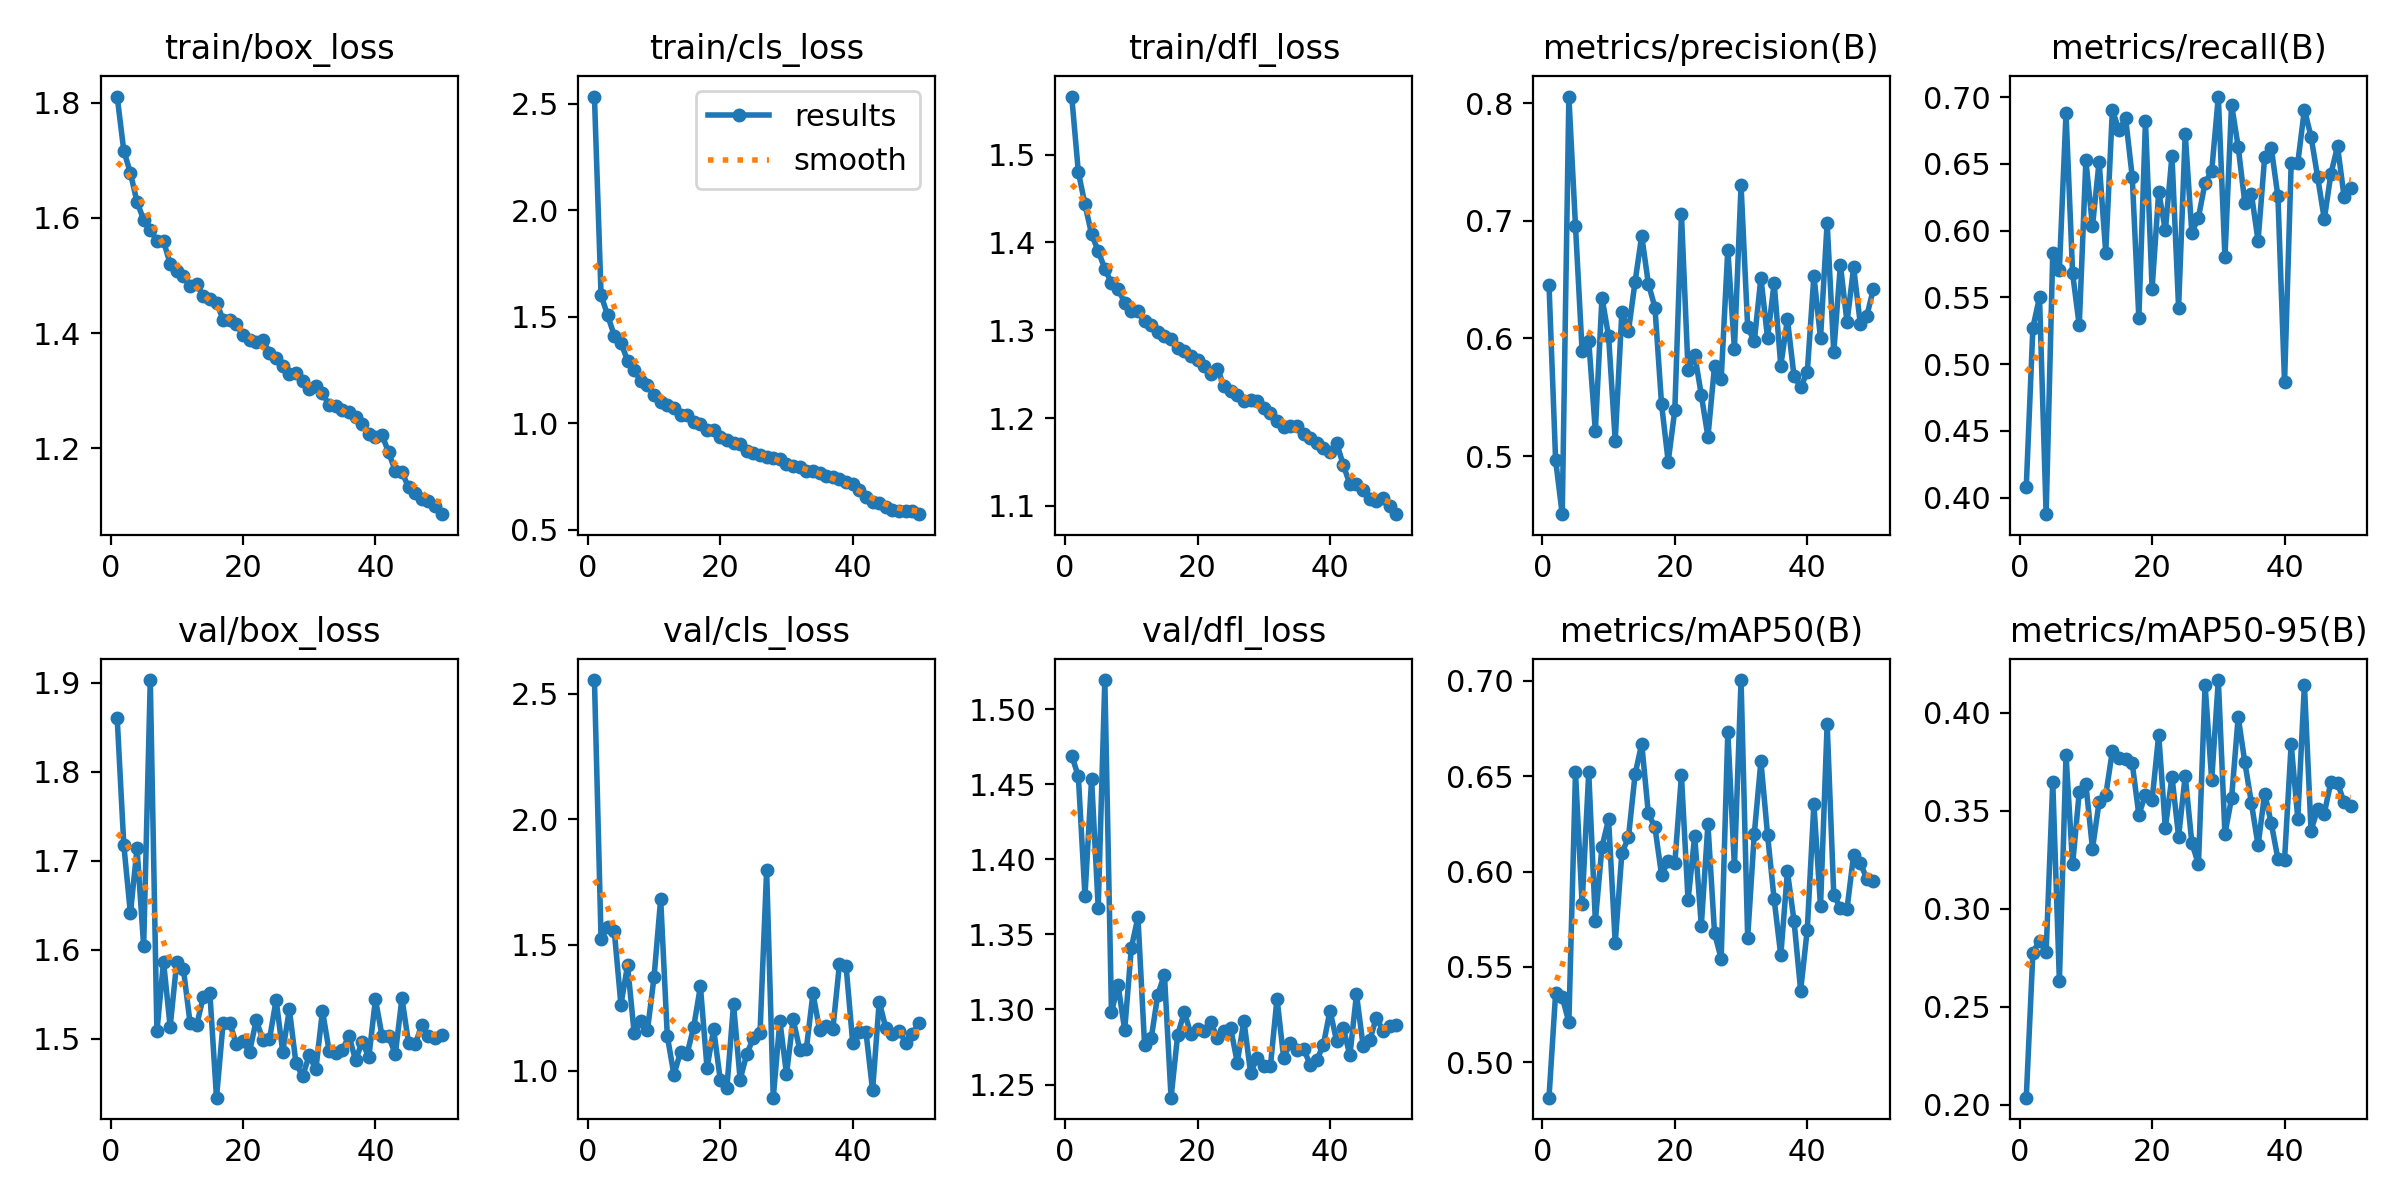 train/box_loss
1.8
1.6
1.4
1.2
0 20 40
train/cls_loss
results
smooth
2.5
2.0
1.5
1.0
0.5
0 20 40
train/dfl_loss
1.5
1.4
1.3
1.2
1.1
0 20 40
metrics/precision(B)
0.8
0.7
0.6
0.5
0 20 40
metrics/recall(B)
0.70
0.65
0.60
0.55
0.50
0.45
0.40
0 20 40
val/box_loss
1.9
1.8
1.7
1.6
1.5
0 20 40
val/cls_loss
2.5
2.0
1.5
1.0
0 20 40
val/dfl_loss
1.50
1.45
1.40
1.35
1.30
1.25
0 20 40
metrics/mAP50(B)
0.70
0.65
0.60
0.55
0.50
0 20 40
metrics/mAP50-95(B)
0.40
0.35
0.30
0.25
0.20
0 20 40